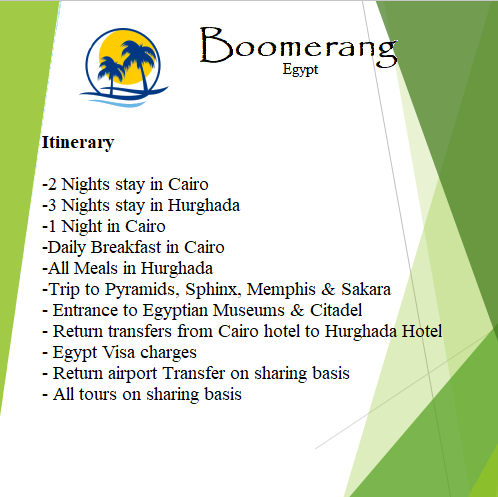 Boomerang
Egypt
Itinerary
-2 Nights stay in Cairo
-3 Nights stay in Hurghada
-1 Night in Cairo
-Daily Breakfast in Cairo
-All Meals in Hurghada
-Trip to Pyramids, Sphinx, Memphis & Sakara
- Entrance to Egyptian Museums & Citadel
- Return transfers from Cairo hotel to Hurghada Hotel
- Egypt Visa charges
- Return airport Transfer on sharing basis
- All tours on sharing basis